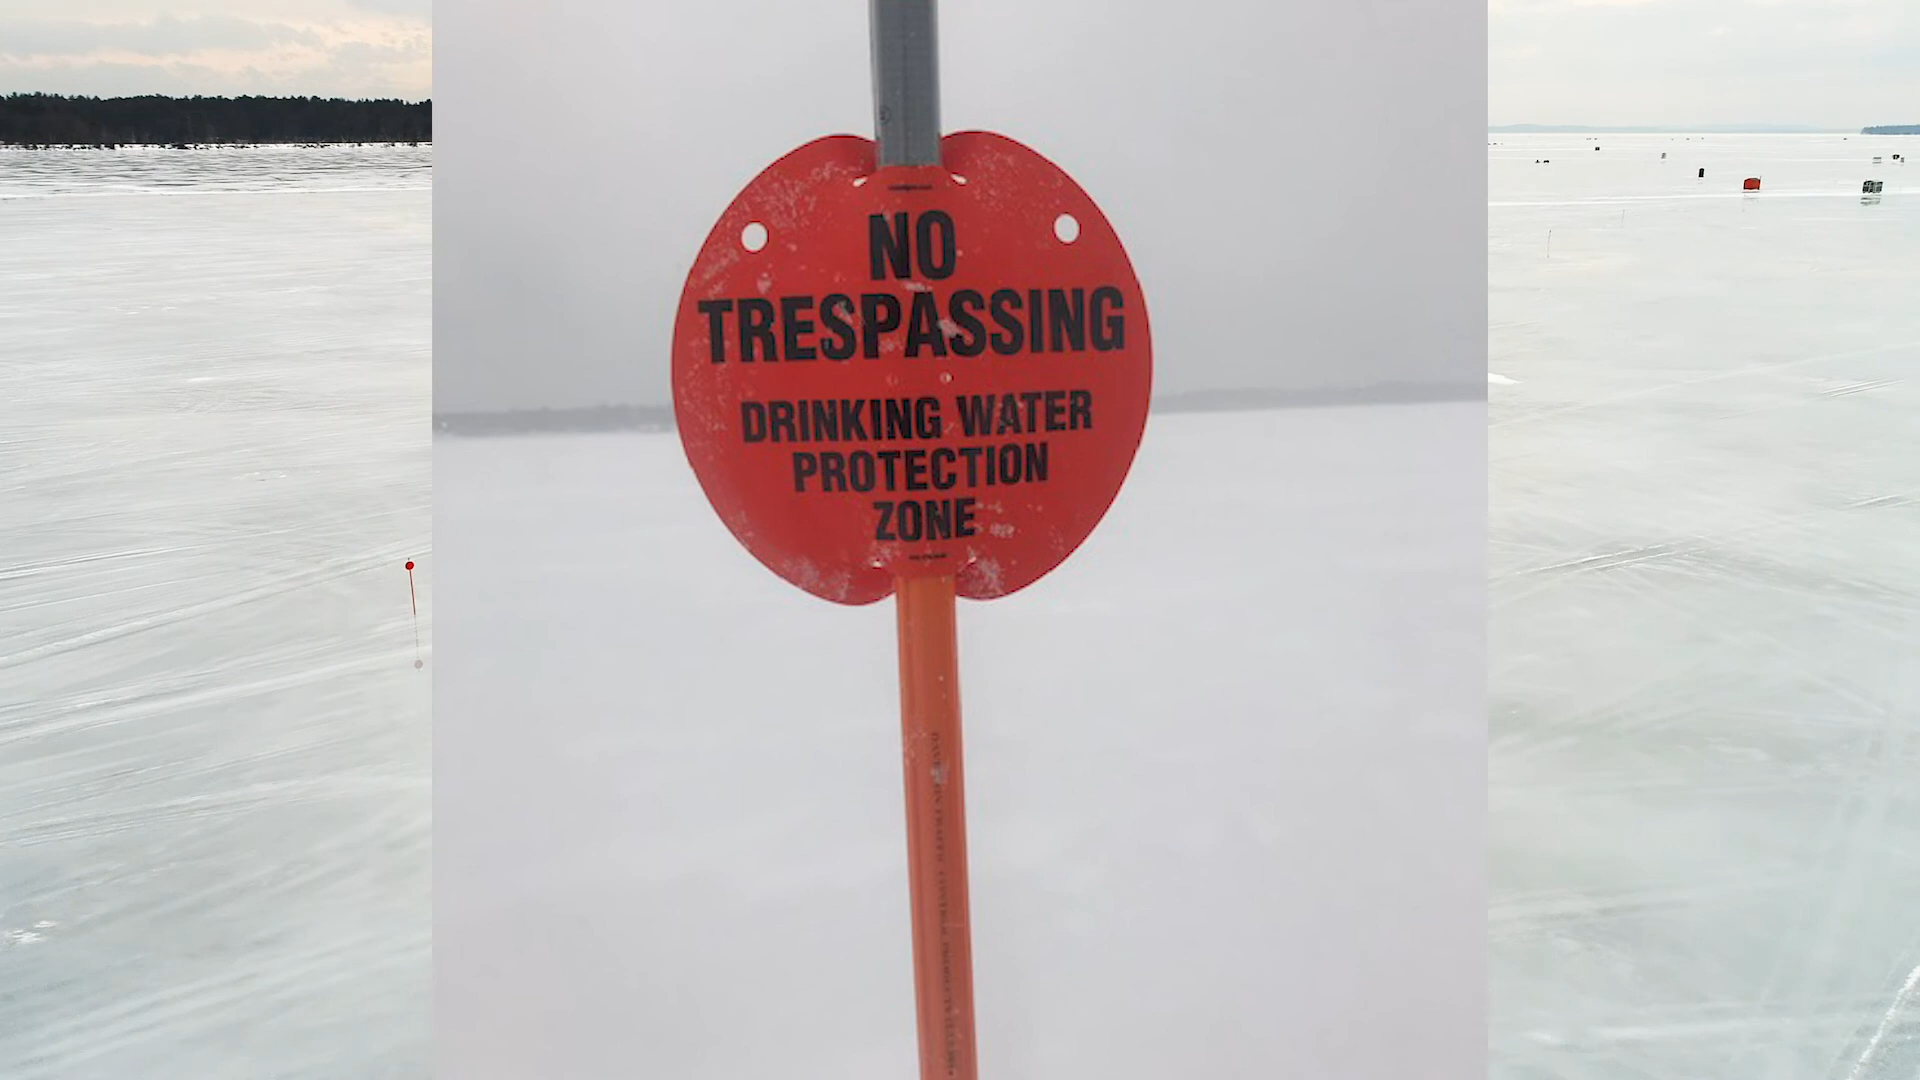 NO
TRESPASSING
DRINKING WATER
PROTECTION
ZONE